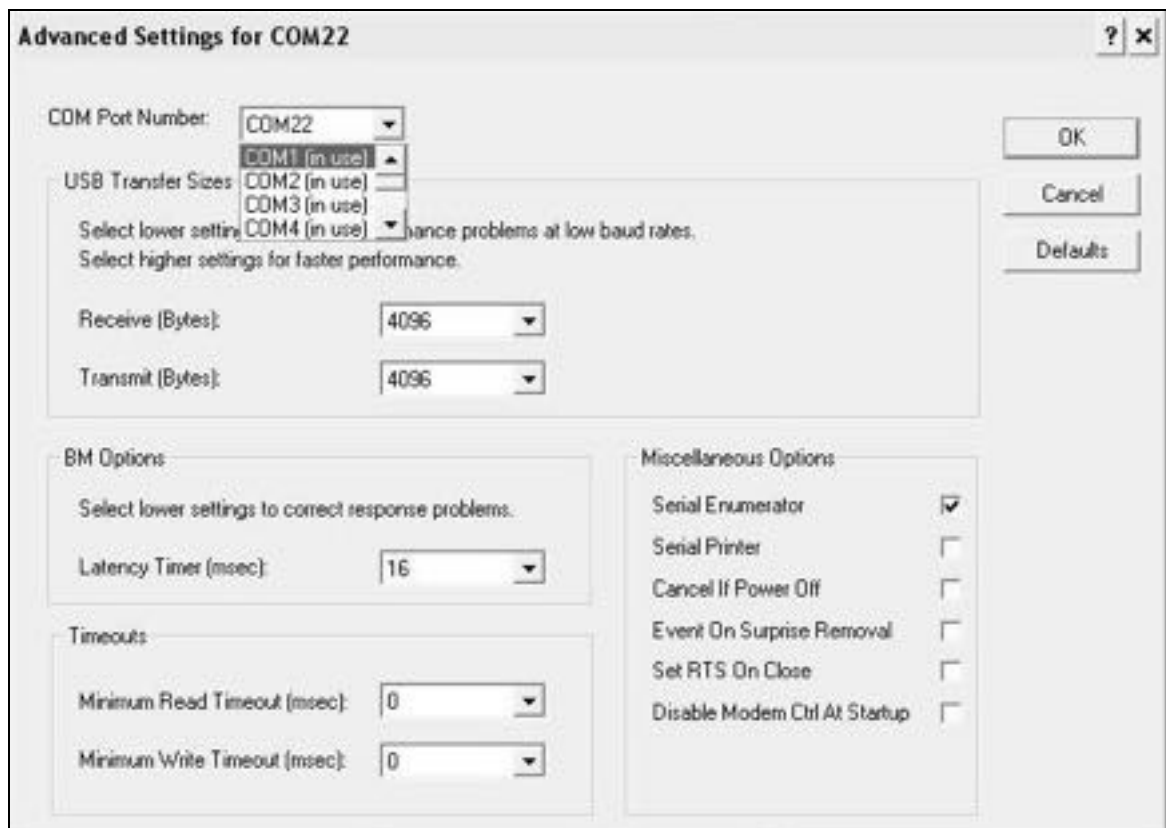 Advanced Settings for COM22
COM Port Number:
COM22
COM1 (in use)
COM2 (in use)
COM3 (in use)
COM4 (in use)
OK
Cancel
Defaults
USB Transfer Sizes
Select lower settin mance problems at low baud rates.
Select higher settings for faster performance.
Receive (Bytes):
4096
Transmit (Bytes):
4096
BM Options
Select lower settings to correct response problems.
Latency Timer (msec):
16
Timeouts
Minimum Read Timeout (msec):
0
Minimum Write Timeout (msec):
0
Miscellaneous Options
Serial Enumerator
Serial Printer
Cancel If Power Off
Event On Surprise Removal
Set RTS On Close
Disable Modem Ctrl At Startup